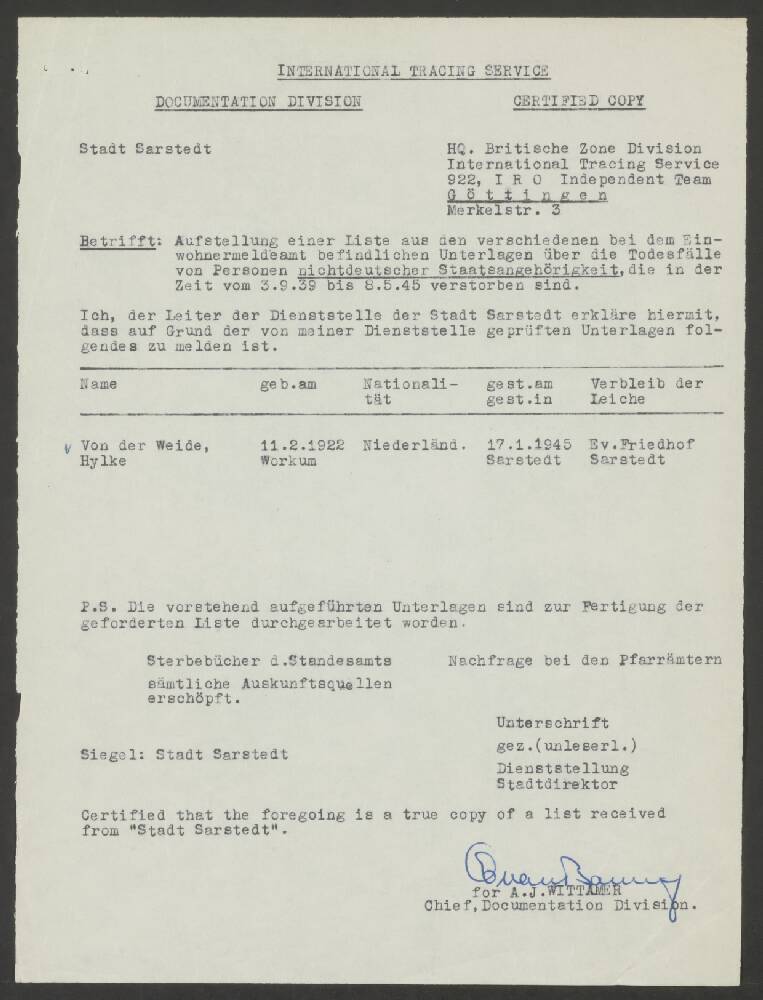 INTERNATIONAL TRACING SERVICE
DOCUMENTATION DIVISION CERTIFIED COPY
Stadt Sarstedt HQ. Britische Zone Division
International Tracing Service
922, I R O Independent Team
G ö t t i n g e n
Merkelstr. 3
Betrifft: Aufstellung einer Liste aus den verschiedenen bei dem Ein-
wohnermeldeamt befindlichen Unterlagen über die Todesfälle
von Personen nichtdeutscher Staatsangehörigkeit, die in der
Zeit vom 3.9.39 bis 8.5.45 verstorben sind.
Ich, der Leiter der Dienststelle der Stadt Sarstedt erkläre hiermit,
dass auf Grund der von meiner Dienststelle geprüften Unterlagen fol-
gendes zu melden ist.
Name geb.am Nationali- gest.am Verbleib der
tät gest.in Leiche
v Von der Weide, 11.2.1922 Niederländ. 17.1.1945 Ev.Friedhof
Hylke Workum Sarstedt Sarstedt
P.S. Die vorstehend aufgeführten Unterlagen sind zur Fertigung der
geforderten Liste durchgearbeitet worden.
Sterbebücher d.Standesamts Nachfrage bei den Pfarrämtern
sämtliche Auskunftsquellen
erschöpft.
Unterschrift
gez.(unleserl.)
Siegel: Stadt Sarstedt
Dienststellung
Stadtdirektor
Certified that the foregoing is a true copy of a list received
from "Stadt Sarstedt".
for A.J.WITTAMER
Chief, Documentation Division.